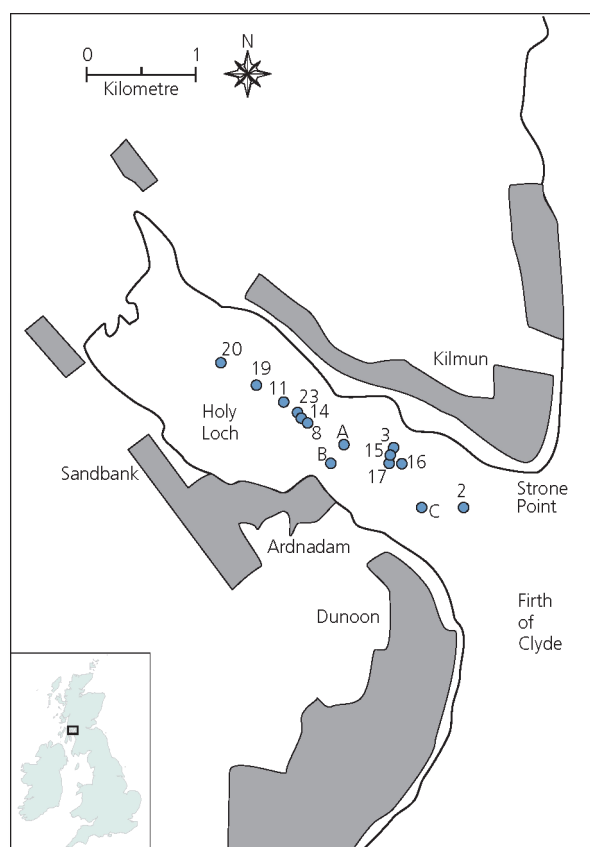 N
0 1
Kilometre
20
19
11
23
14
8
Kilmun
Holy
Loch
A
B
3
15
17
16
Sandbank
C
2
Strone
Point
Ardnadam
Dunoon
Firth
of
Clyde